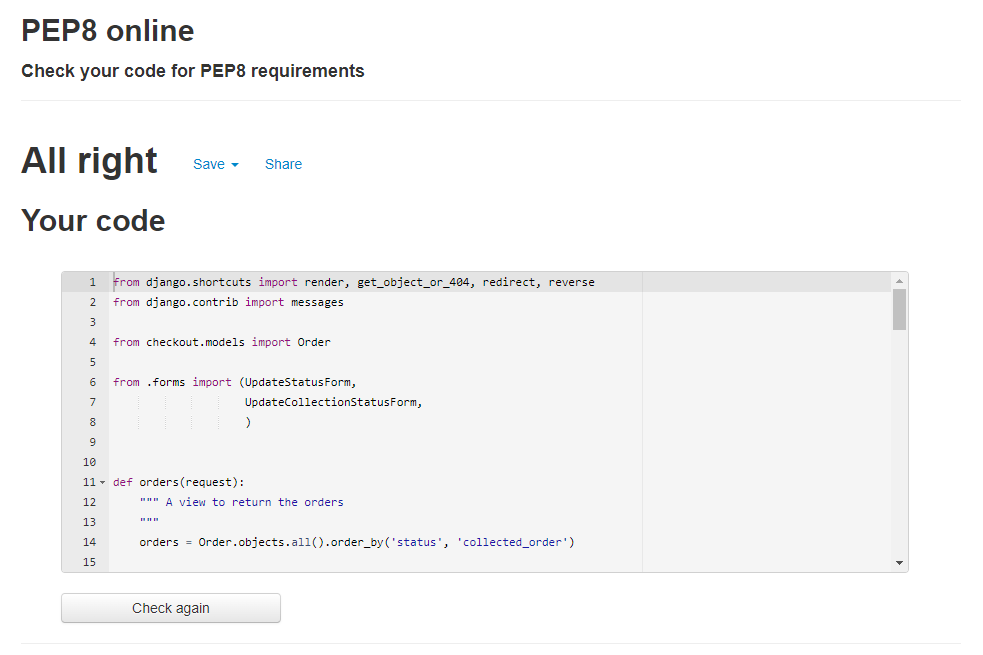 PEP8 online
Check your code for PEP8 requirements
All right Save Share
Your code
1 from django.shortcuts import render, get_object_or_404, redirect, reverse
2 from django.contrib import messages
3
4 from checkout.models import Order
5
6 from .forms import (UpdateStatusForm,
7 UpdateCollectionStatusForm,
8 )
9
10
11 def orders(request):
12 """ A view to return the orders
13 """
14 orders = Order.objects.all().order_by('status', 'collected_order')
15
Check again